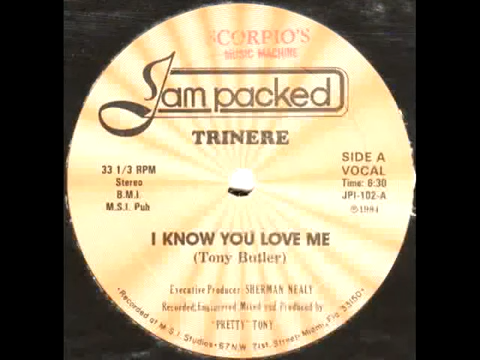 SCORPIO'S
MUSIC MACHINE
Jam packed
TRINERE
33 1/3 RPM
Stereo
B.M.I.
M.S.I. Pub
SIDE A
VOCAL
Time: 6:30
JPI-102-A
℗1984
I KNOW YOU LOVE ME
(Tony Butler)
Executive Producer SHERMAN NEALY
Recorded, Engineered Mixed and Produced by
"PRETTY" TONY
Recorded at M.S.I. Studios • 67 N.W. 71st. Street-Miami, Fla 33150